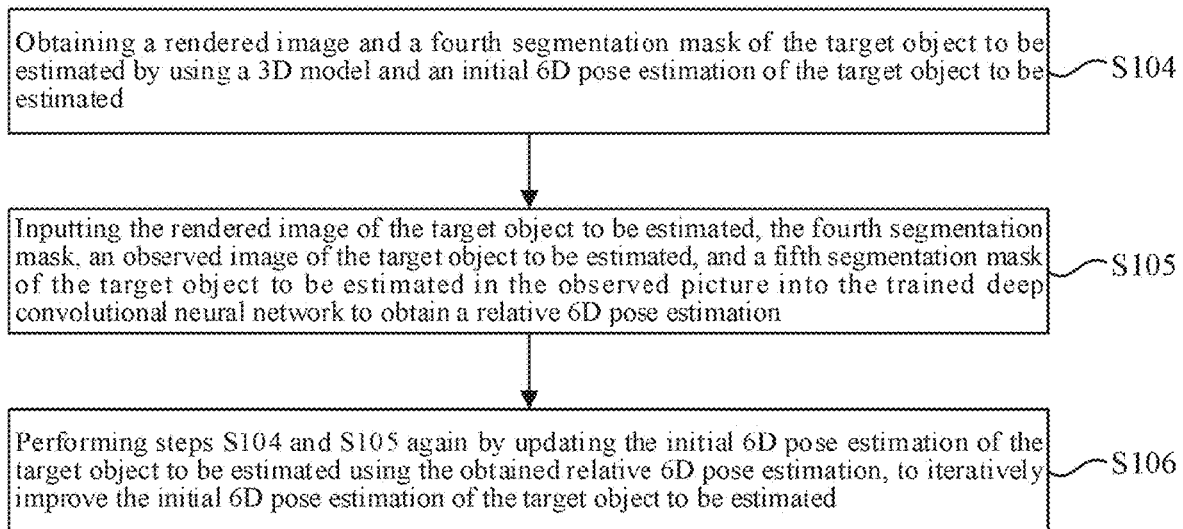 Obtaining a rendered image and a fourth segmentation mask of the target object to be
estimated by using a 3D model and an initial 6D pose estimation of the target object to be
estimated
S104
Inputting the rendered image of the target object to be estimated, the fourth segmentation
mask, an observed image of the target object to be estimated, and a fifth segmentation mask
of the target object to be estimated in the observed picture into the trained deep
convolutional neural network to obtain a relative 6D pose estimation
S105
Performing steps S104 and S105 again by updating the initial 6D pose estimation of the
target object to be estimated using the obtained relative 6D pose estimation, to iteratively
improve the initial 6D pose estimation of the target object to be estimated
S106